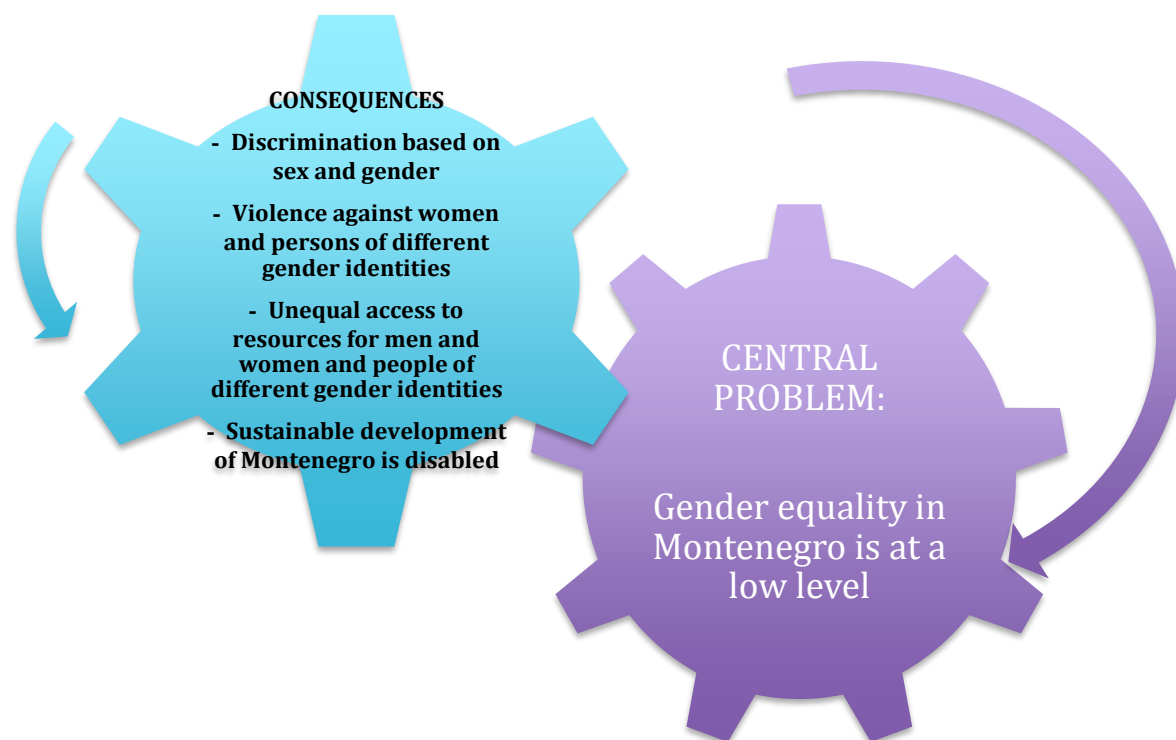 CONSEQUENCES
- Discrimination based on
sex and gender
- Violence against women
and persons of different
gender identities
- Unequal access to
resources for men and
women and people of
different gender identities
- Sustainable development
of Montenegro is disabled
CENTRAL
PROBLEM:
Gender equality in
Montenegro is at a
low level